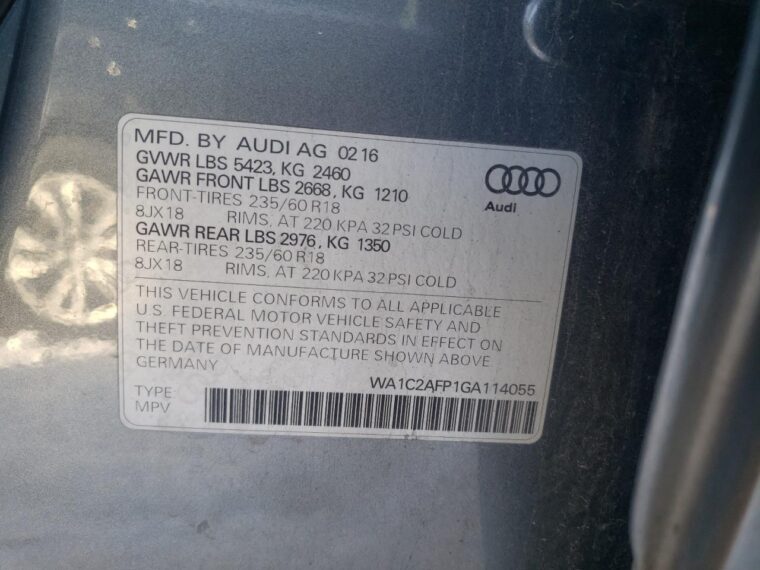 MFD. BY AUDI AG 02 16
GVWR LBS 5423, KG 2460
GAWR FRONT LBS 2668, KG 1210
FRONT-TIRES 235/60 R18
8JX18 RIMS, AT 220 KPA 32 PSI COLD
GAWR REAR LBS 2976, KG 1350
REAR-TIRES 235/60 R18
8JX18 RIMS, AT 220 KPA 32 PSI COLD
Audi
THIS VEHICLE CONFORMS TO ALL APPLICABLE
U.S. FEDERAL MOTOR VEHICLE SAFETY AND
THEFT PREVENTION STANDARDS IN EFFECT ON
THE DATE OF MANUFACTURE SHOWN ABOVE
GERMANY
WA1C2AFP1GA114055
TYPE
MPV